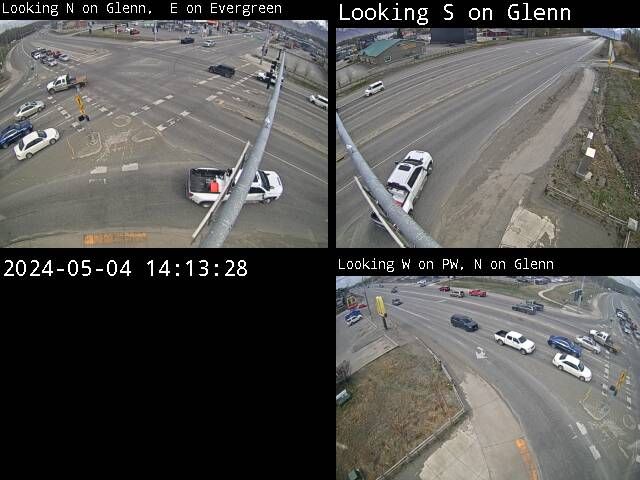 Looking N on Glenn, E on Evergreen
Looking S on Glenn
2024-05-04 14:13:28
Looking W on PW, N on Glenn